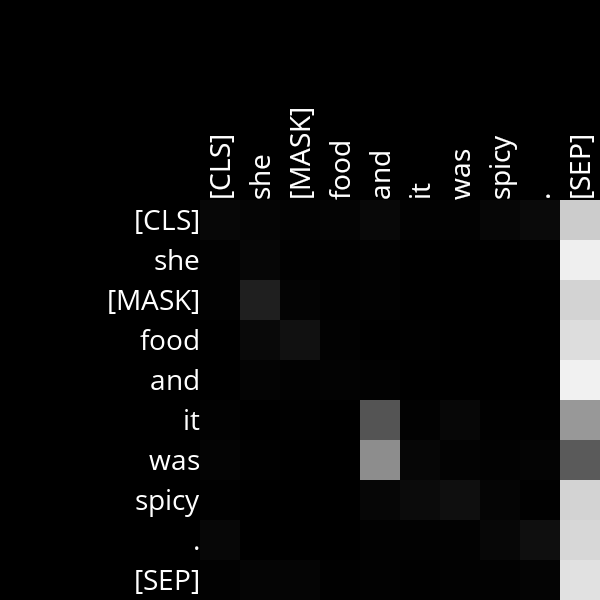 [CLS] she [MASK] food and it was spicy . [SEP]
[CLS]
she
[MASK]
food
and
it
was
spicy
.
[SEP]